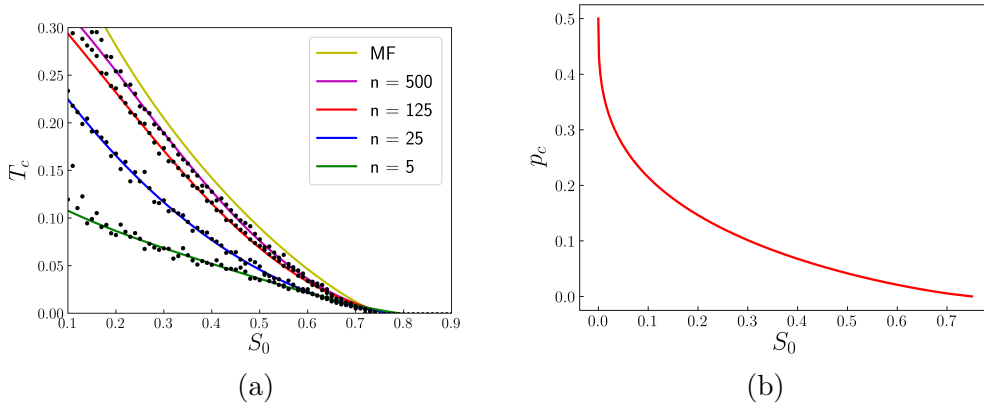 0.30
0.25
0.20
0.15
0.10
0.05
0.00
T_c
0.1 0.2 0.3 0.4 0.5 0.6 0.7 0.8 0.9
S_0
MF
n = 500
n = 125
n = 25
n = 5
(a)
0.5
0.4
0.3
0.2
0.1
0.0
p_c
0.0 0.1 0.2 0.3 0.4 0.5 0.6 0.7
S_0
(b)